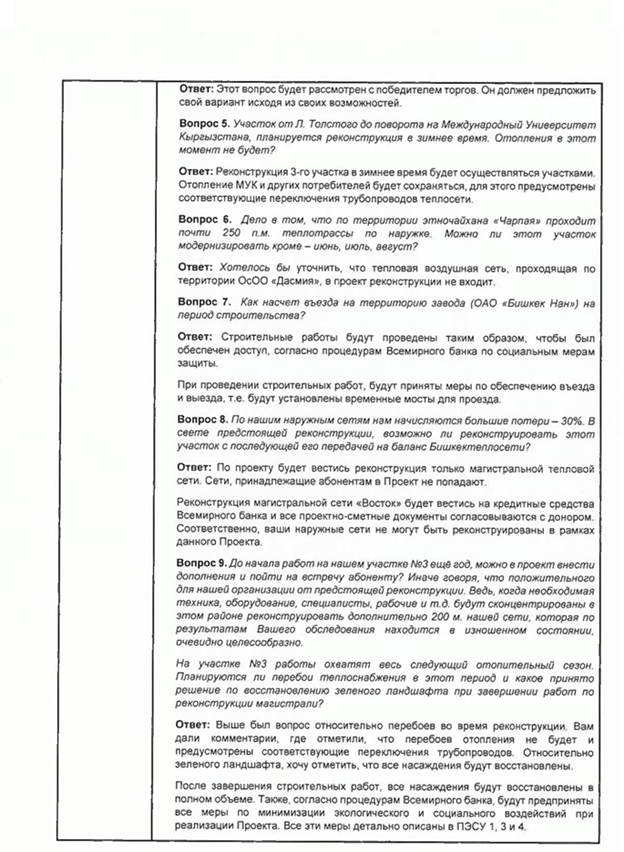 Ответ: Этот вопрос будет рассмотрен с победителем торгов. Он должен предложить
свой вариант исходя из своих возможностей.
Вопрос 5. Участок от Л. Толстого до поворота на Международный Университет
Кыргызстана, планируется реконструкция в зимнее время. Отопления в этот
момент не будет?
Ответ: Реконструкция 3-го участка в зимнее время будет осуществляться участками.
Отопление МУК и других потребителей будет сохраняться, для этого предусмотрены
соответствующие переключения трубопроводов теплосети.
Вопрос 6. Дело в том, что по территории этночайхана «Чарпая» проходит
почти 250 п.м. теплотрассы по наружке. Можно ли этот участок
модернизировать кроме – июнь, июль, август?
Ответ: Хотелось бы уточнить, что тепловая воздушная сеть, проходящая по
территории ОсОО «Дасмия», в проект реконструкции не входит.
Вопрос 7. Как насчет въезда на территорию завода (ОАО «Бишкек Нан») на
период строительства?
Ответ: Строительные работы будут проведены таким образом, чтобы был
обеспечен доступ, согласно процедурам Всемирного банка по социальным мерам
защиты.
При проведении строительных работ, будут приняты меры по обеспечению въезда
и выезда, т.е. будут установлены временные мосты для проезда.
Вопрос 8. По нашим наружным сетям нам начисляются большие потери – 30%. В
свете предстоящей реконструкции, возможно ли реконструировать этот
участок с последующей его передачей на баланс Бишкектеплосети?
Ответ: По проекту будет вестись реконструкция только магистральной тепловой
сети. Сети, принадлежащие абонентам в Проект не попадают.
Реконструкция магистральной сети «Восток» будет вестись на кредитные средства
Всемирного банка и все проектно-сметные документы согласовываются с донором.
Соответственно, ваши наружные сети не могут быть реконструированы в рамках
данного Проекта.
Вопрос 9. До начала работ на нашем участке №3 ещё год, можно в проект внести
дополнения и пойти на встречу абоненту? Иначе говоря, что положительного
для нашей организации от предстоящей реконструкции. Ведь, когда необходимая
техника, оборудование, специалисты, рабочие и т.д. будут сконцентрированы в
этом районе реконструировать дополнительно 200 м. нашей сети, которая по
результатам Вашего обследования находится в изношенном состоянии,
очевидно целесообразно.
На участке №3 работы охватят весь следующий отопительный сезон.
Планируются ли перебои теплоснабжения в этот период и какое принято
решение по восстановлению зеленого ландшафта при завершении работ по
реконструкции магистрали?
Ответ: Выше был вопрос относительно перебоев во время реконструкции. Вам
дали комментарии, где отметили, что перебоев отопления не будет и
предусмотрены соответствующие переключения трубопроводов. Относительно
зеленого ландшафта, хочу отметить, что все насаждения будут восстановлены.
После завершения строительных работ, все насаждения будут восстановлены в
полном объеме. Также, согласно процедурам Всемирного банка, будут предприняты
все меры по минимизации экологического и социального воздействий при
реализации Проекта. Все эти меры детально описаны в ПЭСУ 1, 3 и 4.